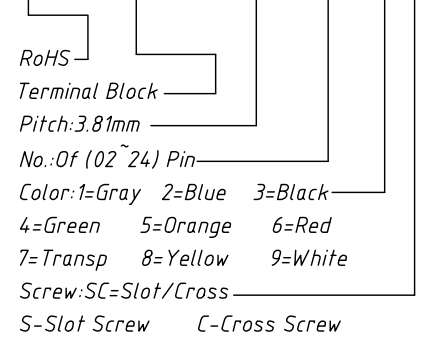 RoHS
Terminal Block
Pitch:3.81mm
No.:Of (02~24) Pin
Color:1=Gray 2=Blue 3=Black
4=Green 5=Orange 6=Red
7=Transp 8=Yellow 9=White
Screw:SC=Slot/Cross
S-Slot Screw C-Cross Screw